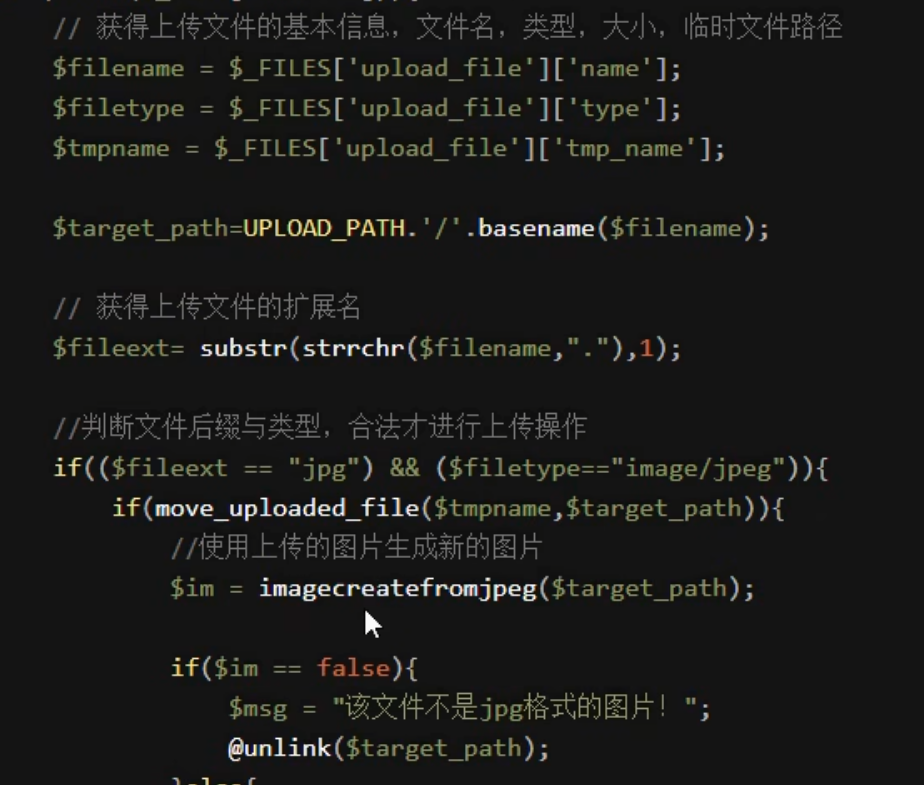 // 获得上传文件的基本信息，文件名，类型，大小，临时文件路径
$filename = $_FILES['upload_file']['name'];
$filetype = $_FILES['upload_file']['type'];
$tmpname = $_FILES['upload_file']['tmp_name'];
$target_path=UPLOAD_PATH.'/'.basename($filename);
// 获得上传文件的扩展名
$fileext= substr(strrchr($filename,"."),1);
//判断文件后缀与类型，合法才进行上传操作
if(($fileext == "jpg") && ($filetype=="image/jpeg")){
if(move_uploaded_file($tmpname,$target_path)){
//使用上传的图片生成新的图片
$im = imagecreatefromjpeg($target_path);
if($im == false){
$msg = "该文件不是jpg格式的图片！";
@unlink($target_path);
}else{